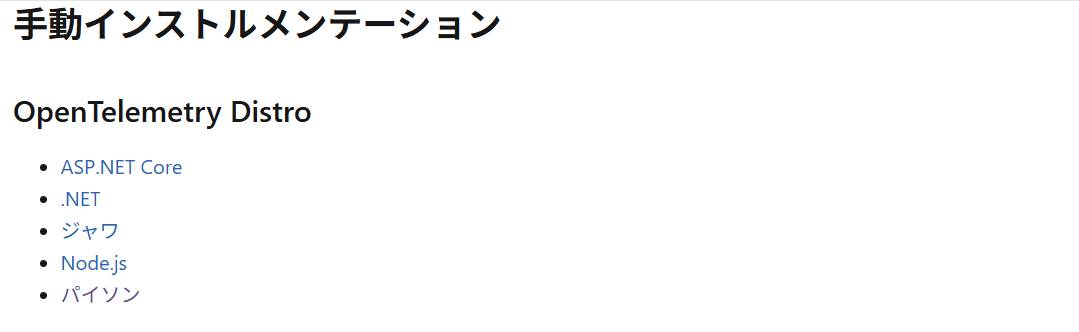 手動インストルメンテーション
OpenTelemetry Distro
ASP.NET Core
.NET
ジャワ
Node.js
パイソン